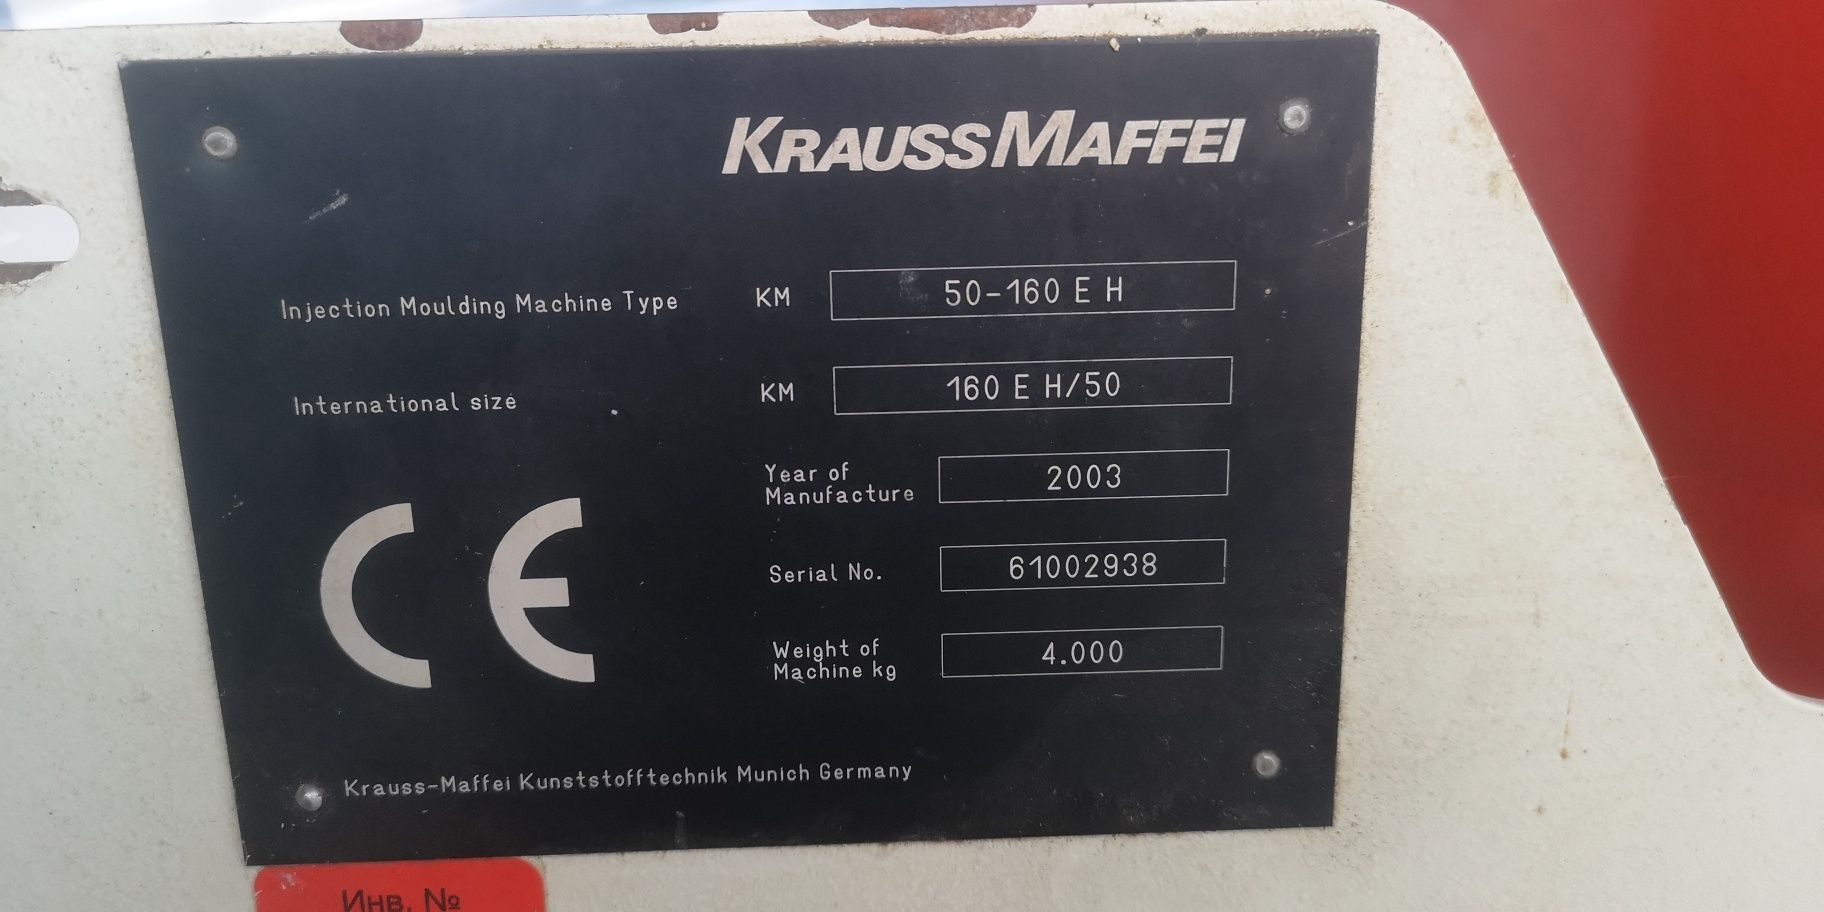 KRAUSSMAFFEI
Injection Moulding Machine Type KM 50-160 E H
International size KM 160 E H/50
Year of
Manufacture 2003
Serial No. 61002938
Weight of
Machine kg 4.000
CE
Krauss-Maffei Kunststofftechnik Munich Germany
Инв. №